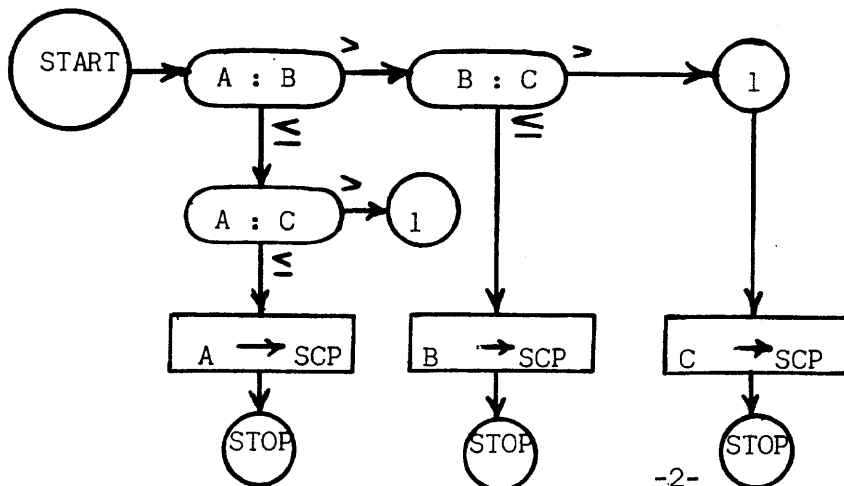 START
A : B
>
B : C
>
1
≤
≤
A : C
>
1
≤
A → SCP
B → SCP
C → SCP
STOP
STOP
STOP
-2-